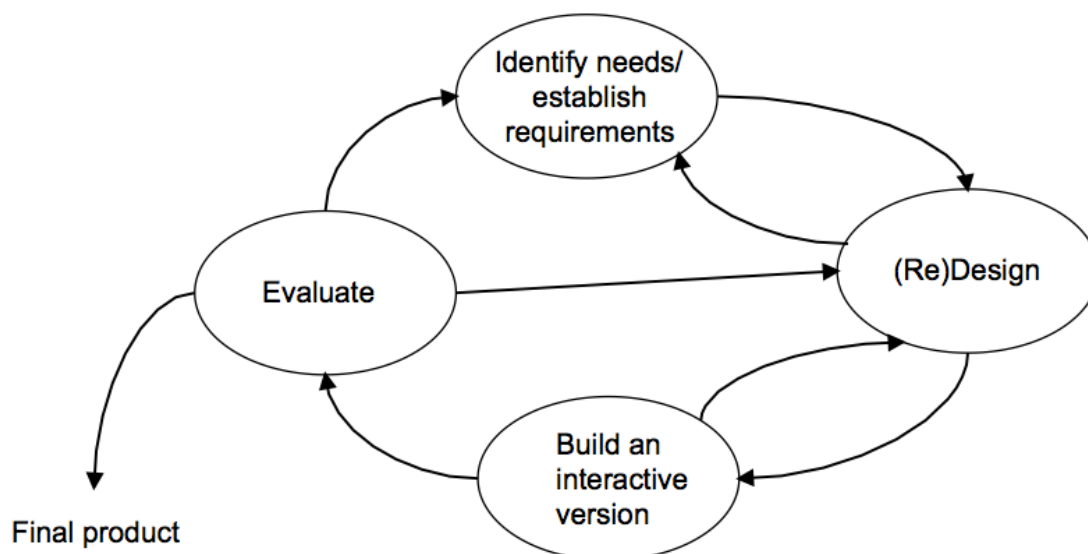 Identify needs/
establish
requirements
(Re)Design
Evaluate
Build an
interactive
version
Final product